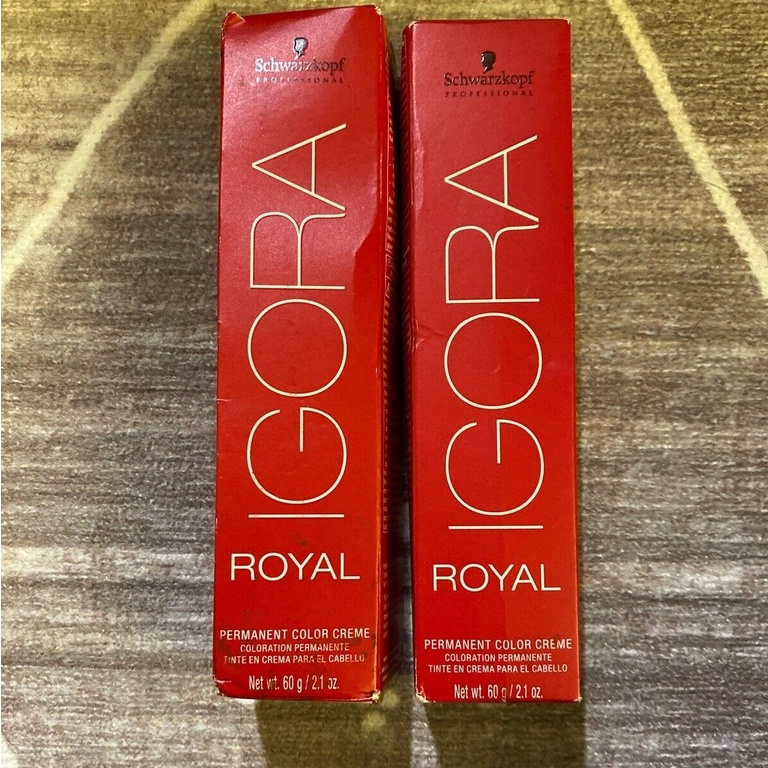 Schwarzkopf
PROFESSIONAL
IGORA
ROYAL
PERMANENT COLOR CREME
COLORATION PERMANENTE
TINTE EN CREMA PARA EL CABELLO
Net wt. 60 g / 2.1 oz.
Schwarzkopf
PROFESSIONAL
IGORA
ROYAL
PERMANENT COLOR CREME
COLORATION PERMANENTE
TINTE EN CREMA PARA EL CABELLO
Net wt. 60 g / 2.1 oz.